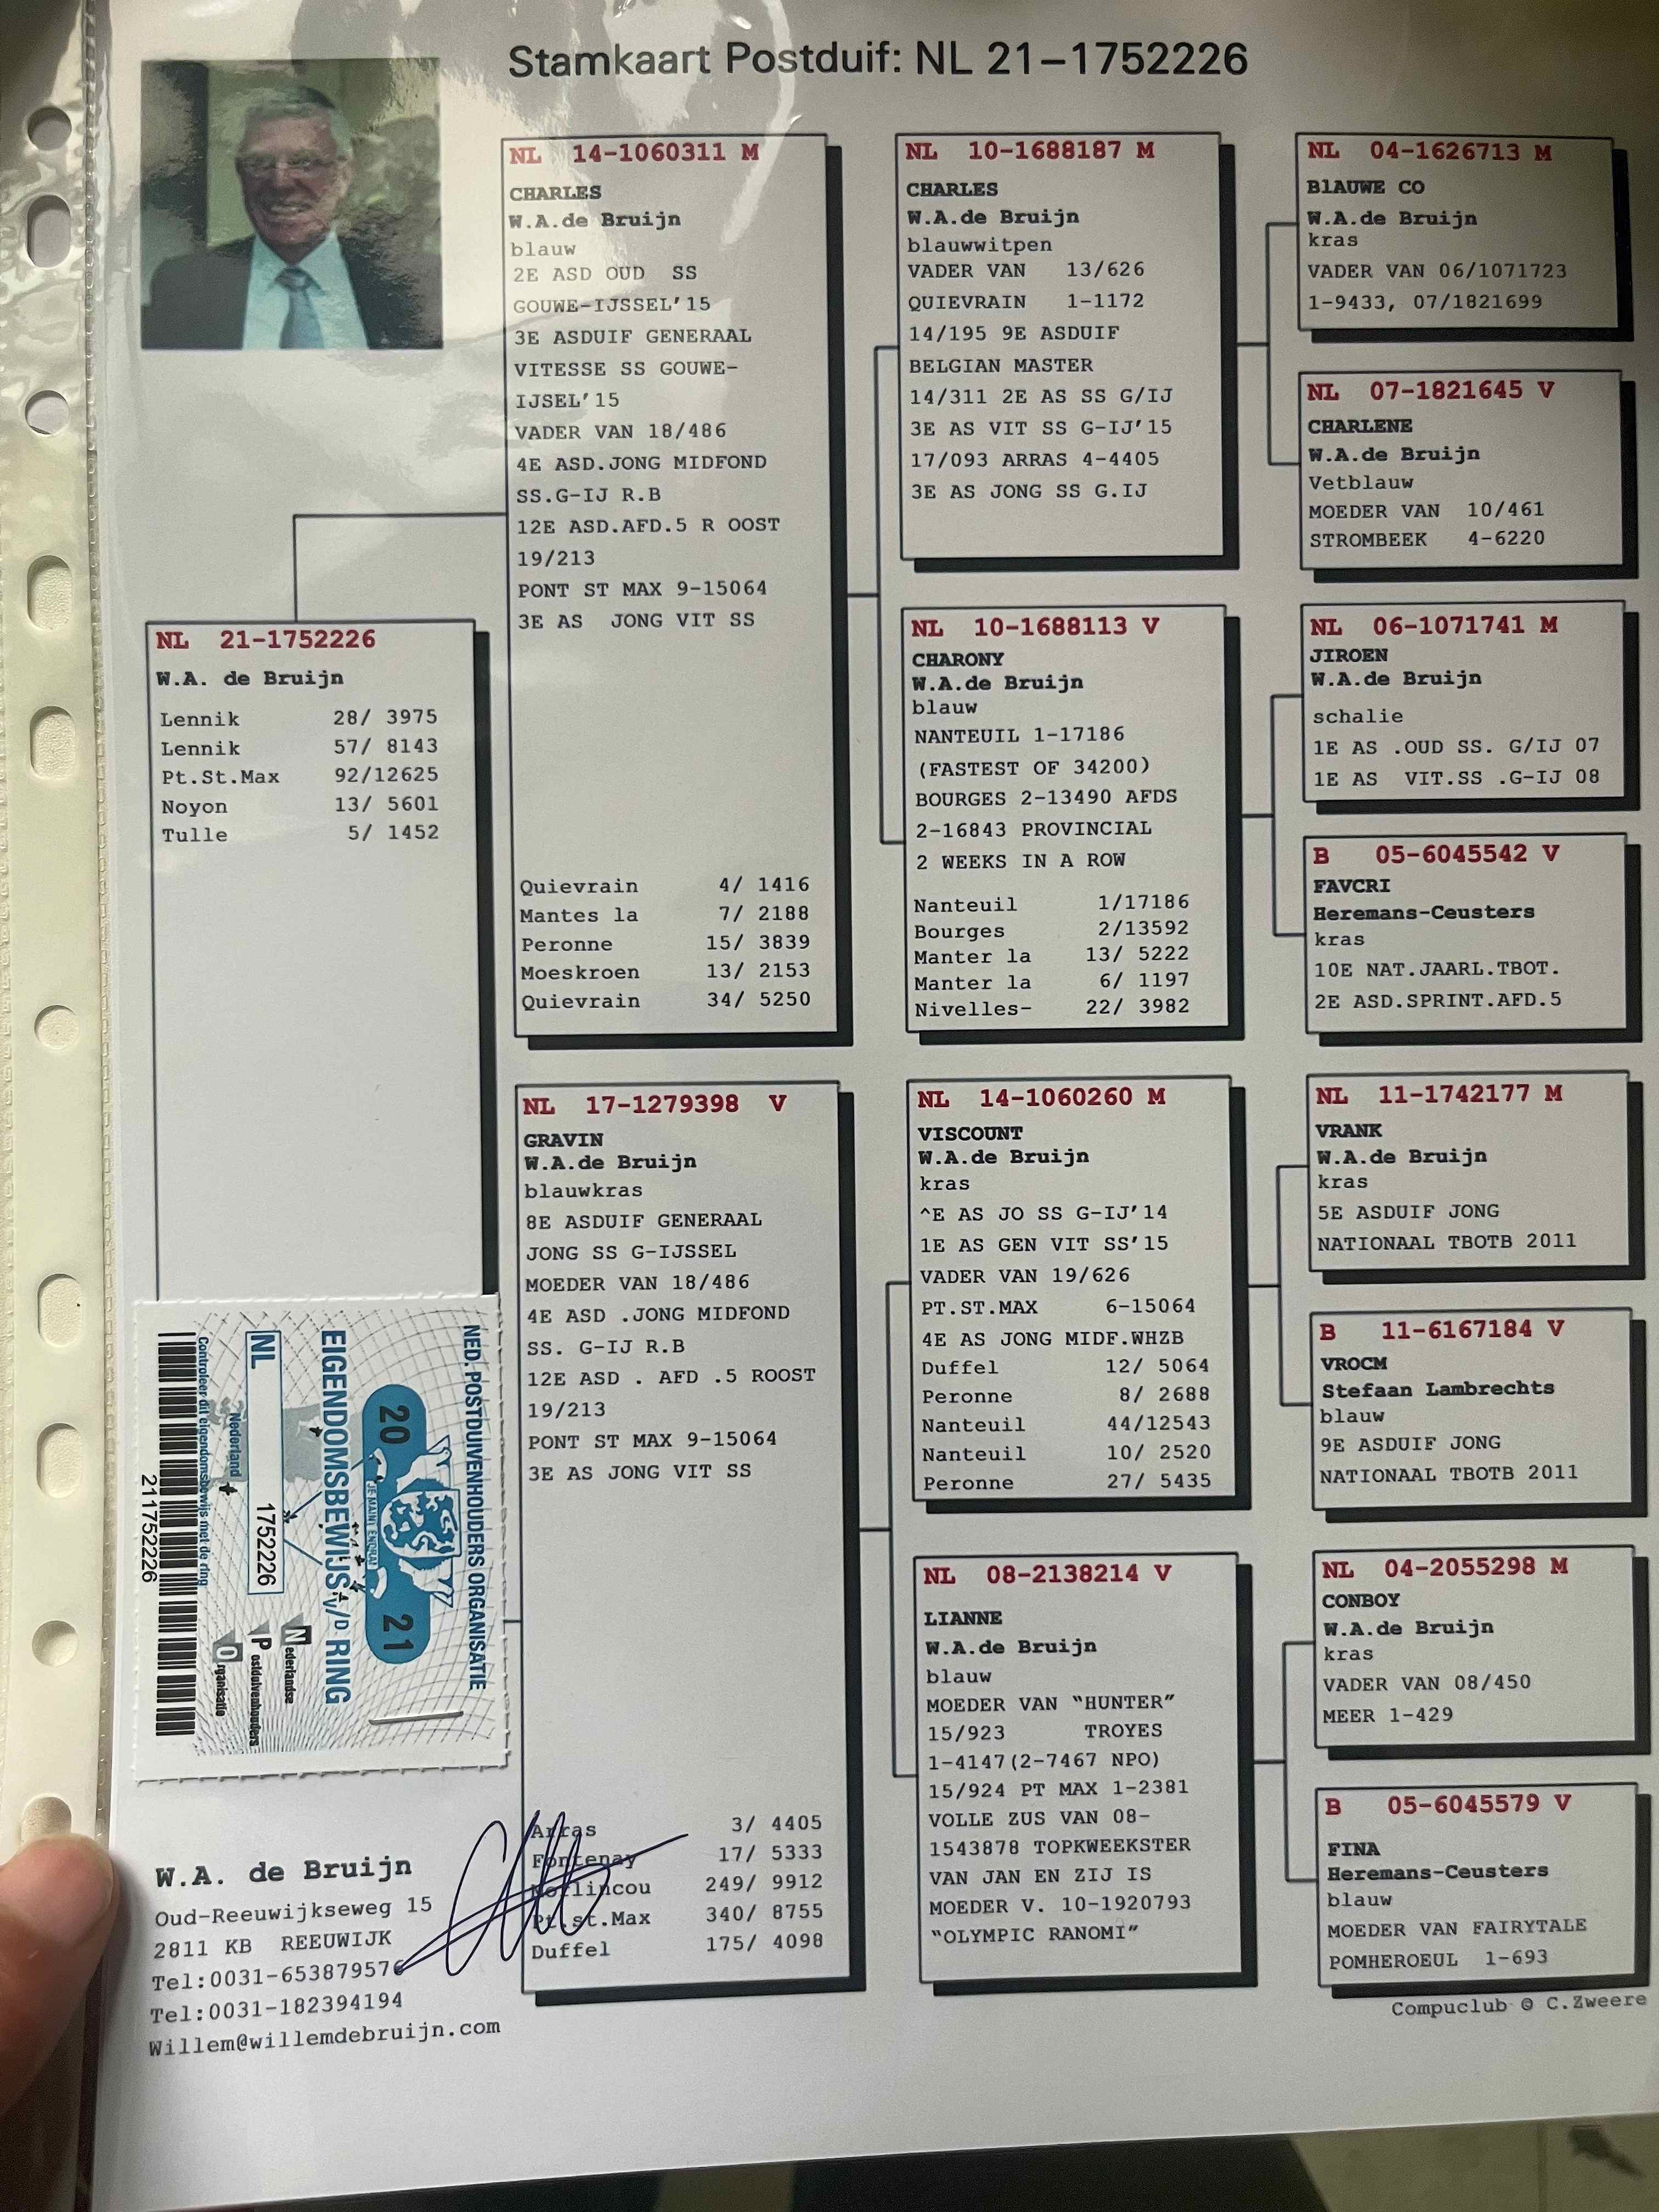 Stamkaart Postduif: NL 21-1752226
NL 21-1752226
W.A. de Bruijn
Lennik 28/ 3975
Lennik 57/ 8143
Pt.St.Max 92/12625
Noyon 13/ 5601
Tulle 5/ 1452
NL 14-1060311 M
CHARLES
W.A.de Bruijn
blauw
2E ASD OUD SS
GOUWE-IJSSEL'15
3E ASDUIF GENERAAL
VITESSE SS GOUWE-
IJSEL'15
VADER VAN 18/486
4E ASD.JONG MIDFOND
SS.G-IJ R.B
12E ASD.AFD.5 R OOST
19/213
PONT ST MAX 9-15064
3E AS JONG VIT SS
Quievrain 4/ 1416
Mantes la 7/ 2188
Peronne 15/ 3839
Moeskroen 13/ 2153
Quievrain 34/ 5250
NL 17-1279398 V
GRAVIN
W.A.de Bruijn
blauwkras
8E ASDUIF GENERAAL
JONG SS G-IJSSEL
MOEDER VAN 18/486
4E ASD .JONG MIDFOND
SS. G-IJ R.B
12E ASD . AFD .5 ROOST
19/213
PONT ST MAX 9-15064
3E AS JONG VIT SS
Arras 3/ 4405
Fontenay 17/ 5333
Morlincou 249/ 9912
Pt.st.Max 340/ 8755
Duffel 175/ 4098
NL 10-1688187 M
CHARLES
W.A.de Bruijn
blauwwitpen
VADER VAN 13/626
QUIEVRAIN 1-1172
14/195 9E ASDUIF
BELGIAN MASTER
14/311 2E AS SS G/IJ
3E AS VIT SS G-IJ'15
17/093 ARRAS 4-4405
3E AS JONG SS G.IJ
NL 10-1688113 V
CHARONY
W.A.de Bruijn
blauw
NANTEUIL 1-17186
(FASTEST OF 34200)
BOURGES 2-13490 AFDS
2-16843 PROVINCIAL
2 WEEKS IN A ROW
Nanteuil 1/17186
Bourges 2/13592
Manter la 13/ 5222
Manter la 6/ 1197
Nivelles- 22/ 3982
NL 14-1060260 M
VISCOUNT
W.A.de Bruijn
kras
^E AS JO SS G-IJ'14
1E AS GEN VIT SS'15
VADER VAN 19/626
PT.ST.MAX 6-15064
4E AS JONG MIDF.WHZB
Duffel 12/ 5064
Peronne 8/ 2688
Nanteuil 44/12543
Nanteuil 10/ 2520
Peronne 27/ 5435
NL 08-2138214 V
LIANNE
W.A.de Bruijn
blauw
MOEDER VAN "HUNTER"
15/923 TROYES
1-4147(2-7467 NPO)
15/924 PT MAX 1-2381
VOLLE ZUS VAN 08-
1543878 TOPKWEEKSTER
VAN JAN EN ZIJ IS
MOEDER V. 10-1920793
"OLYMPIC RANOMI"
NL 04-1626713 M
BlAUWE CO
W.A.de Bruijn
kras
VADER VAN 06/1071723
1-9433, 07/1821699
NL 07-1821645 V
CHARLENE
W.A.de Bruijn
Vetblauw
MOEDER VAN 10/461
STROMBEEK 4-6220
NL 06-1071741 M
JIROEN
W.A.de Bruijn
schalie
1E AS .OUD SS. G/IJ 07
1E AS VIT.SS .G-IJ 08
B 05-6045542 V
FAVCRI
Heremans-Ceusters
kras
10E NAT.JAARL.TBOT.
2E ASD.SPRINT.AFD.5
NL 11-1742177 M
VRANK
W.A.de Bruijn
kras
5E ASDUIF JONG
NATIONAAL TBOTB 2011
B 11-6167184 V
VROCM
Stefaan Lambrechts
blauw
9E ASDUIF JONG
NATIONAAL TBOTB 2011
NL 04-2055298 M
CONBOY
W.A.de Bruijn
kras
VADER VAN 08/450
MEER 1-429
B 05-6045579 V
FINA
Heremans-Ceusters
blauw
MOEDER VAN FAIRYTALE
POMHEROEUL 1-693
Compuclub © C.Zweere
NED. POSTDUIVENHOUDERS ORGANISATIE
20 21
EIGENDOMSBEWIJS V/D RING
NL 1752226
Nederland
Nederlandse
Postduivenhouders
Organisatie
Controleer dit eigendomsbewijs met de ring
211752226
W.A. de Bruijn
Oud-Reeuwijkseweg 15
2811 KB REEUWIJK
Tel:0031-653879576
Tel:0031-182394194
Willem@willemdebruijn.com